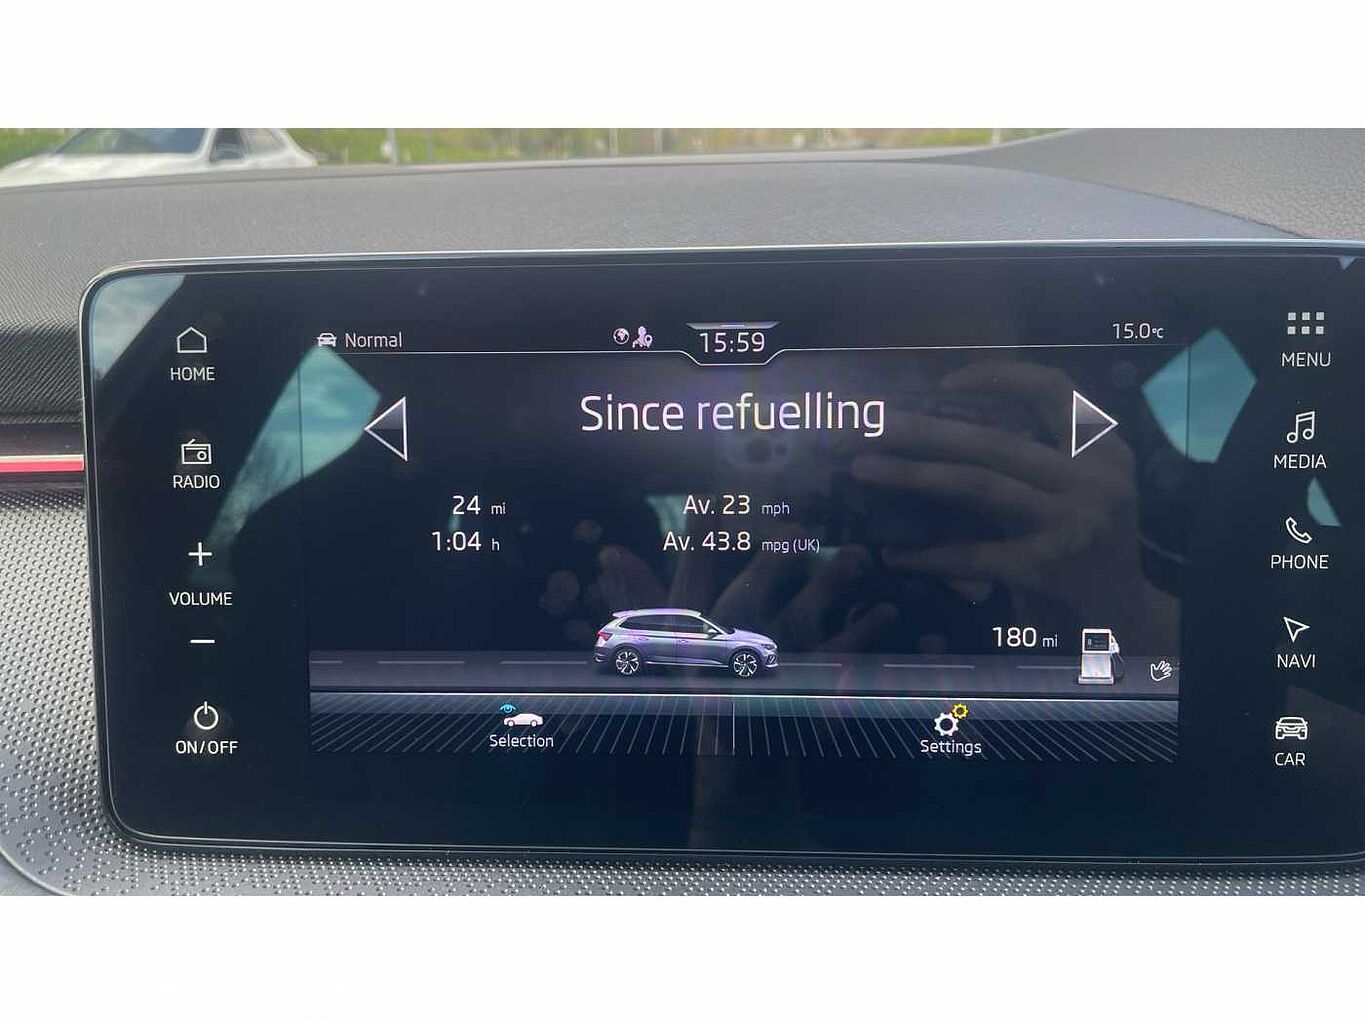 HOME
RADIO
+
VOLUME
−
ON/OFF
Normal
15:59
15.0°C
Since refuelling
24 mi
Av. 23 mph
1:04 h
Av. 43.8 mpg (UK)
180 mi
Selection
Settings
MENU
MEDIA
PHONE
NAVI
CAR